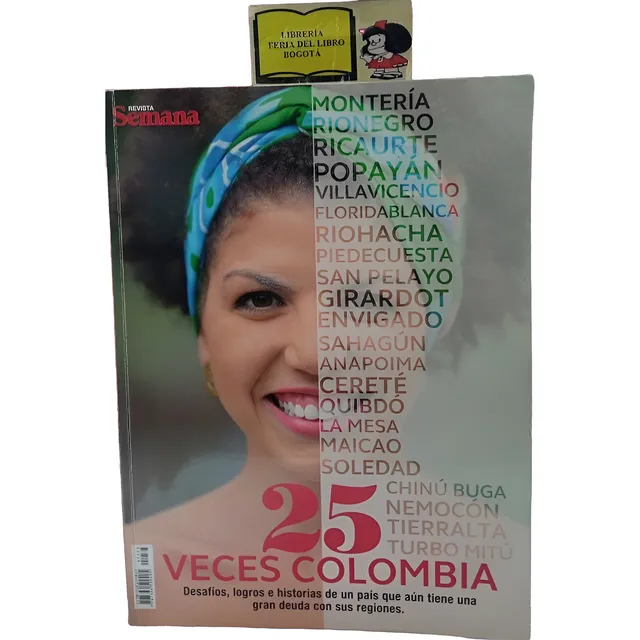 LIBRERÍA
FERIA DEL LIBRO
BOGOTÁ
REVISTA
Semana
MONTERÍA
RIONEGRO
RICAURTE
POPAYÁN
VILLAVICENCIO
FLORIDABLANCA
RIOHACHA
PIEDECUESTA
SAN PELAYO
GIRARDOT
ENVIGADO
SAHAGÚN
ANAPOIMA
CERETÉ
QUIBDÓ
LA MESA
MAICAO
SOLEDAD
CHINÚ BUGA
NEMOCÓN
TIERRALTA
TURBO MITÚ
25
VECES COLOMBIA
Desafíos, logros e historias de un país que aún tiene una
gran deuda con sus regiones.